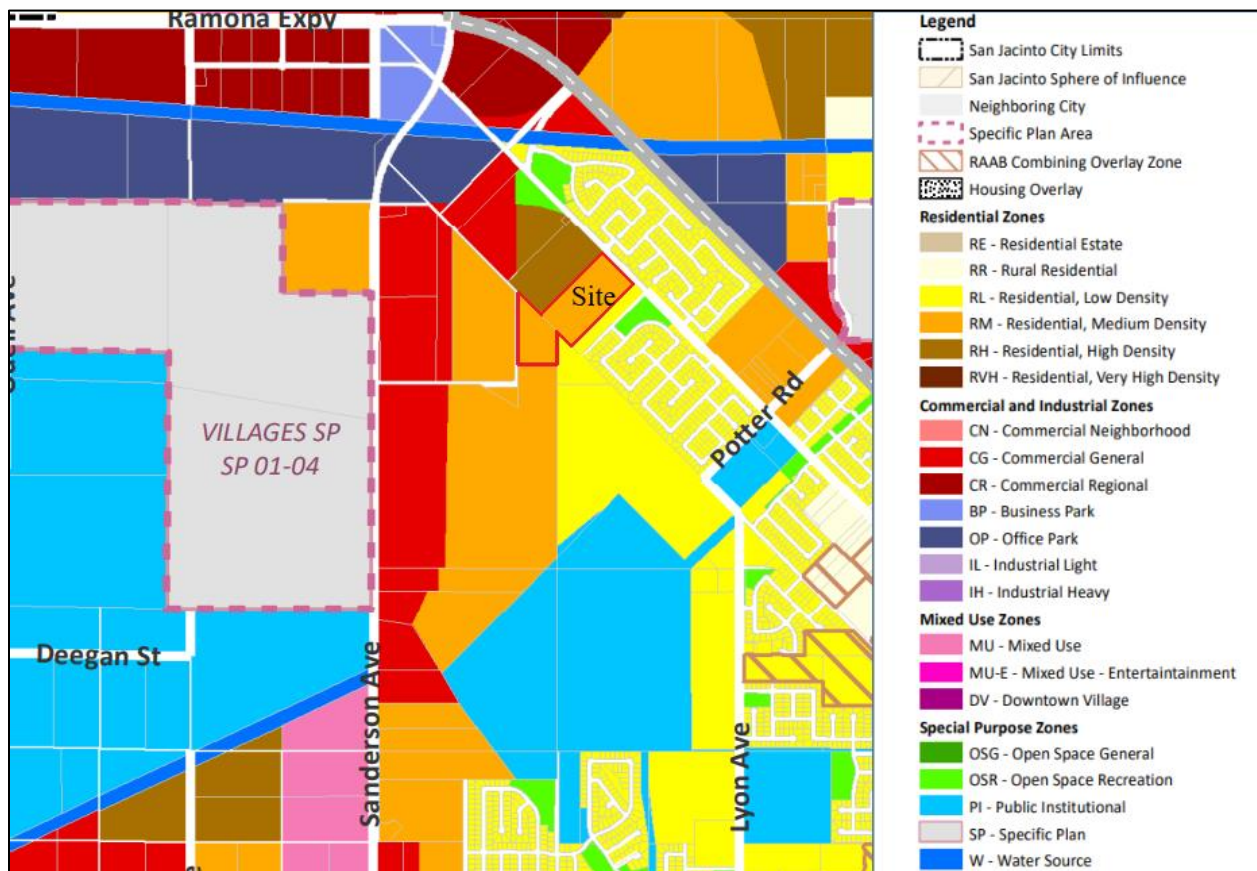 Ramona Expy
Site
VILLAGES SP
SP 01-04
Potter Rd
Deegan St
Sanderson Ave
Lyon Ave
Legend
San Jacinto City Limits
San Jacinto Sphere of Influence
Neighboring City
Specific Plan Area
RAAB Combining Overlay Zone
Housing Overlay
Residential Zones
RE - Residential Estate
RR - Rural Residential
RL - Residential, Low Density
RM - Residential, Medium Density
RH - Residential, High Density
RVH - Residential, Very High Density
Commercial and Industrial Zones
CN - Commercial Neighborhood
CG - Commercial General
CR - Commercial Regional
BP - Business Park
OP - Office Park
IL - Industrial Light
IH - Industrial Heavy
Mixed Use Zones
MU - Mixed Use
MU-E - Mixed Use - Entertaintainment
DV - Downtown Village
Special Purpose Zones
OSG - Open Space General
OSR - Open Space Recreation
PI - Public Institutional
SP - Specific Plan
W - Water Source